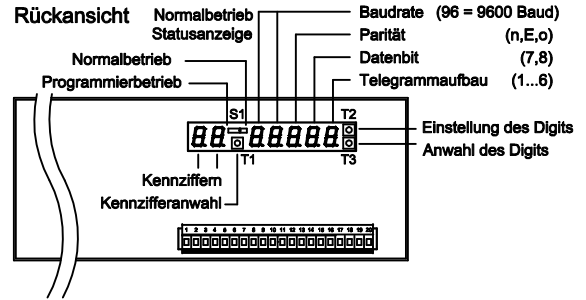 Rückansicht
Normalbetrieb
Statusanzeige
Baudrate (96 = 9600 Baud)
Parität (n,E,o)
Datenbit (7,8)
Telegrammaufbau (1...6)
Normalbetrieb
Programmierbetrieb
S1
T2
88 88888
Einstellung des Digits
T1
T3
Anwahl des Digits
Kennziffern
Kennzifferanwahl
1 2 3 4 5 6 7 8 9 10 11 12 13 14 15 16 17 18 19 20